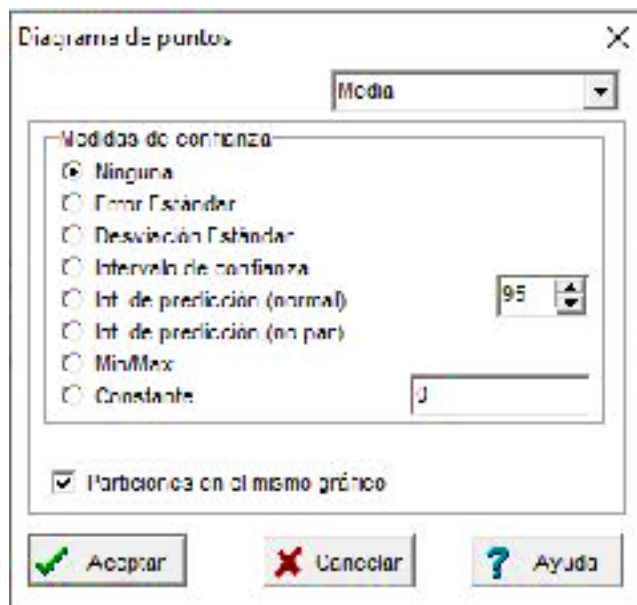 Diagrama de puntos
Media
Medidas de confianza
Ninguna
Error Estándar
Desviación Estándar
Intervalo de confianza
Int. de predicción (normal) 95
Int. de predicción (no par)
Min/Max
Constante 0
Particiones en el mismo gráfico
Aceptar Cancelar Ayuda